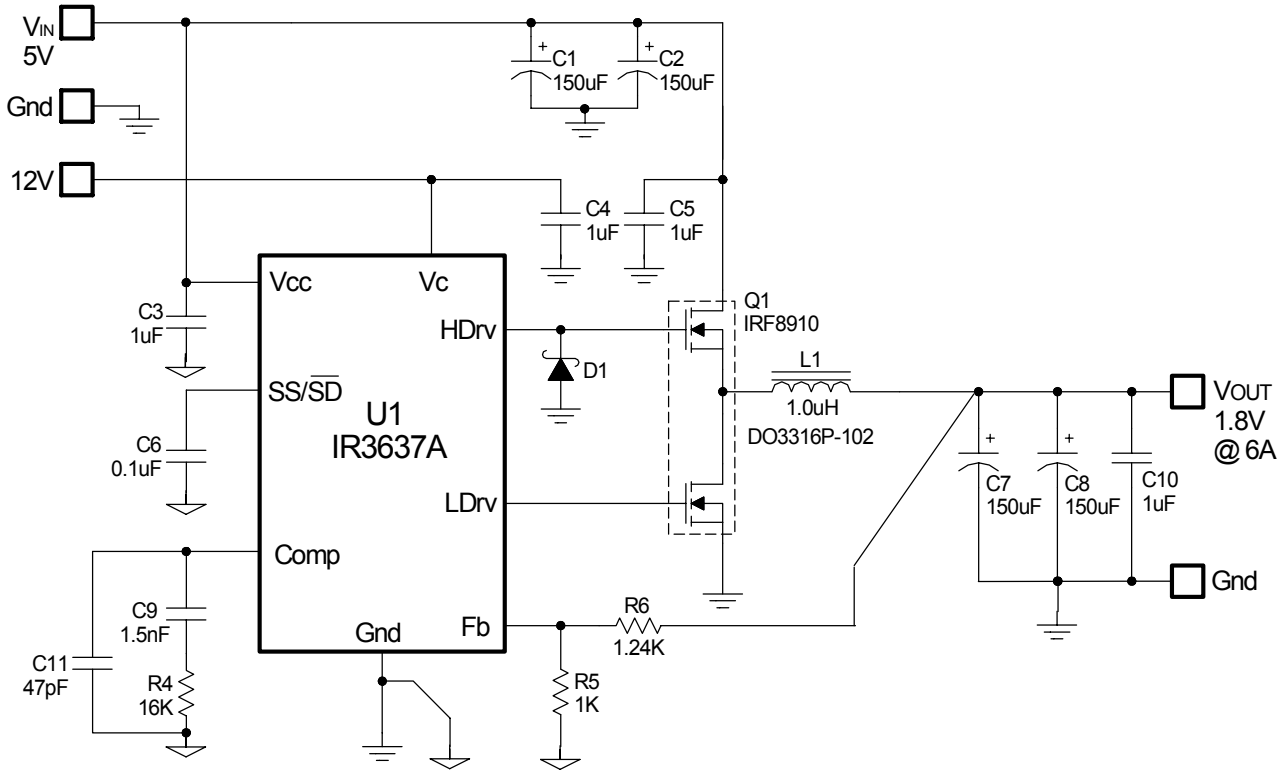 VIN
5V
Gnd
12V
+
C1
150uF
+
C2
150uF
C4
1uF
C5
1uF
C3
1uF
Vcc
Vc
HDrv
SS/SD
U1
IR3637A
LDrv
Comp
Gnd
Fb
D1
Q1
IRF8910
L1
1.0uH
DO3316P-102
VOUT
1.8V
@ 6A
C6
0.1uF
+
C7
150uF
+
C8
150uF
C10
1uF
Gnd
C9
1.5nF
C11
47pF
R4
16K
R6
1.24K
R5
1K